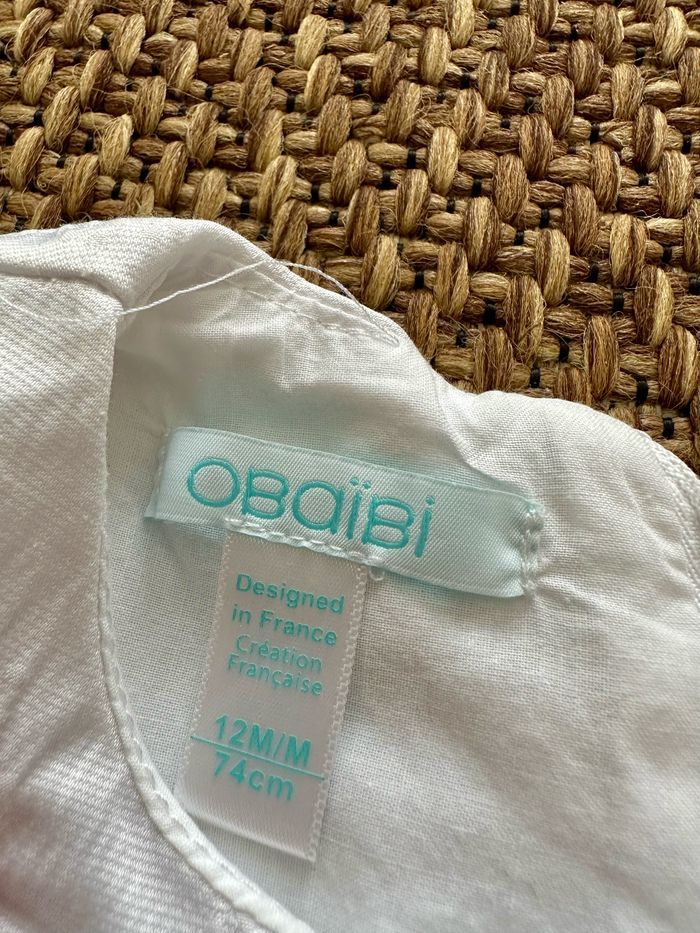 OBaïBi
Designed
in France
Création
Française
12M/M
74cm